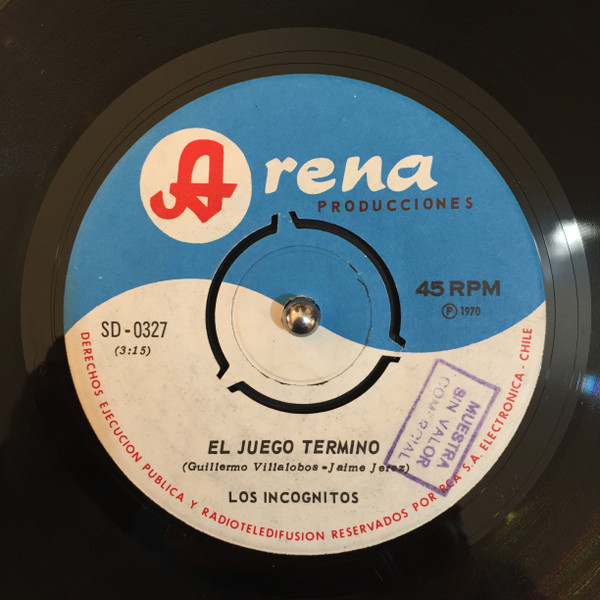 Arena
PRODUCCIONES
45 RPM
Ⓟ 1970
SD-0327
(3:15)
EL JUEGO TERMINO
(Guillermo Villalobos-Jaime Jerez)
LOS INCOGNITOS
MUESTRA
SIN VALOR
COMERCIAL
DERECHOS EJECUCION PUBLICA Y RADIOTELEDIFUSION RESERVADOS POR RCA S.A. ELECTRONICA - CHILE